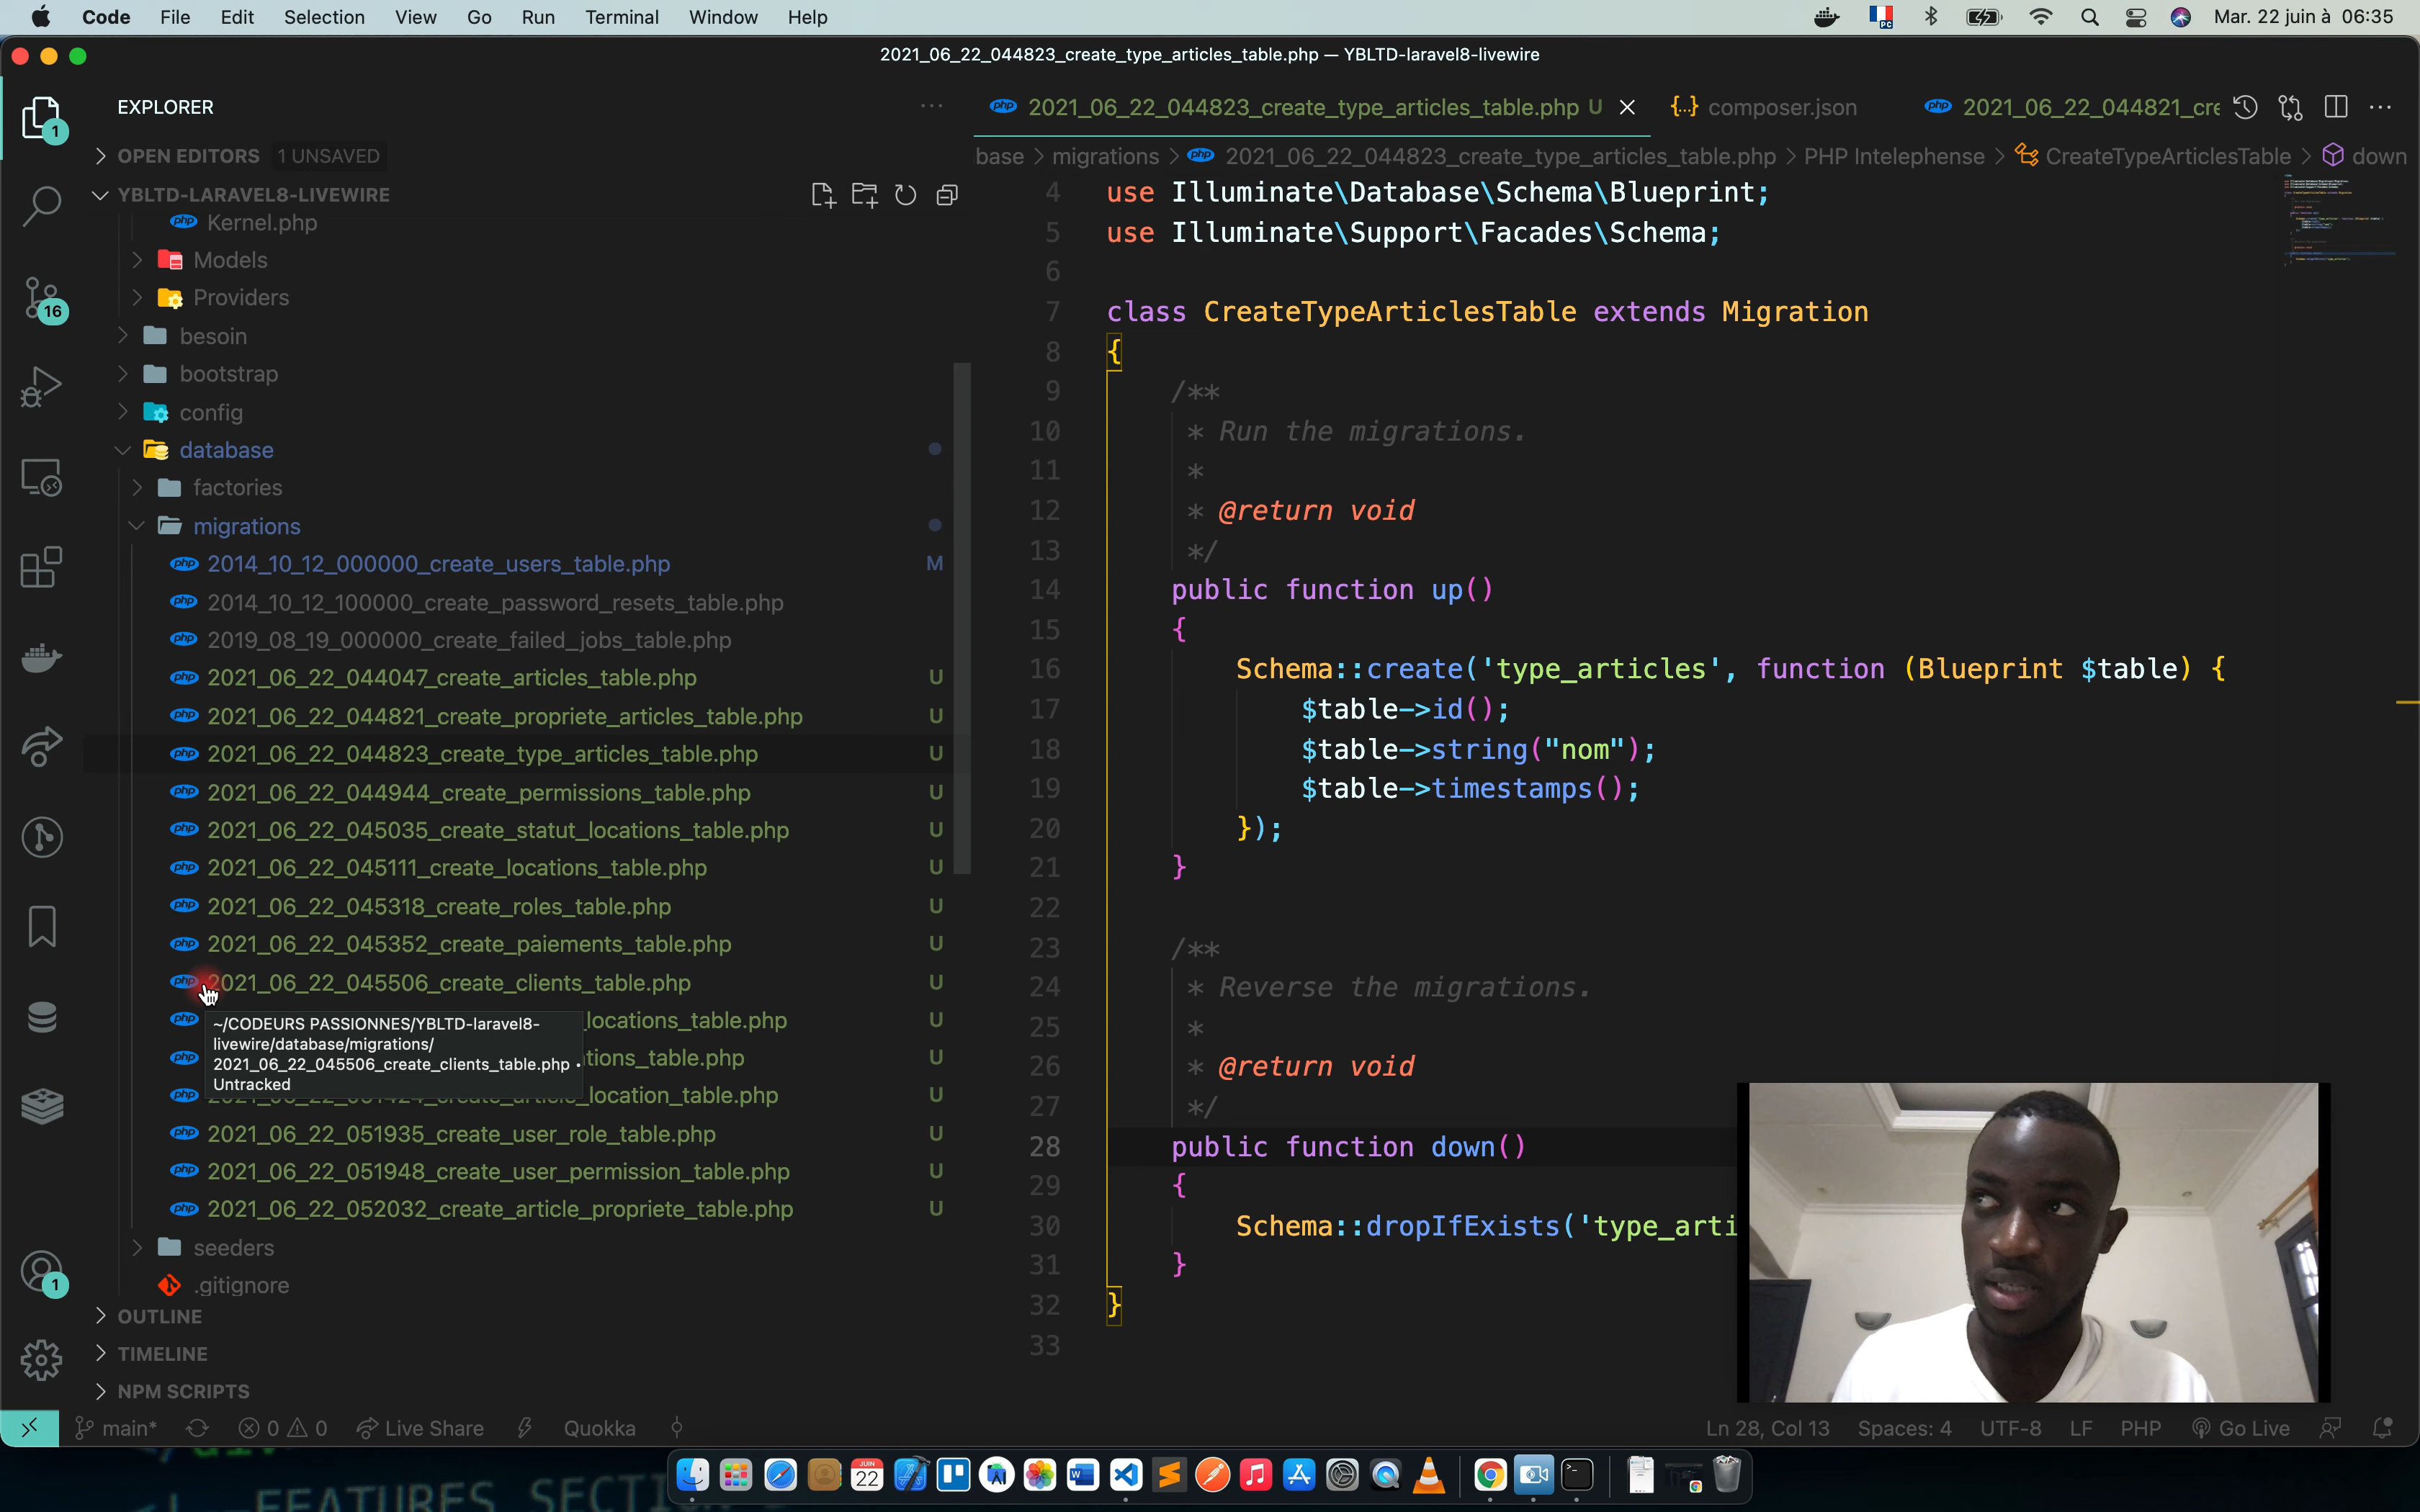 Code File Edit Selection View Go Run Terminal Window Help
Mar. 22 juin à 06:35
2021_06_22_044823_create_type_articles_table.php — YBLTD-laravel8-livewire
EXPLORER
OPEN EDITORS 1 UNSAVED
YBLTD-LARAVEL8-LIVEWIRE
Kernel.php
Models
Providers
besoin
bootstrap
config
database
factories
migrations
2014_10_12_000000_create_users_table.php M
2014_10_12_100000_create_password_resets_table.php
2019_08_19_000000_create_failed_jobs_table.php
2021_06_22_044047_create_articles_table.php U
2021_06_22_044821_create_propriete_articles_table.php U
2021_06_22_044823_create_type_articles_table.php U
2021_06_22_044944_create_permissions_table.php U
2021_06_22_045035_create_statut_locations_table.php U
2021_06_22_045111_create_locations_table.php U
2021_06_22_045318_create_roles_table.php U
2021_06_22_045352_create_paiements_table.php U
2021_06_22_045506_create_clients_table.php U
locations_table.php U
tions_table.php U
_location_table.php U
~/CODEURS PASSIONNES/YBLTD-laravel8-
livewire/database/migrations/
2021_06_22_045506_create_clients_table.php •
Untracked
2021_06_22_051935_create_user_role_table.php U
2021_06_22_051948_create_user_permission_table.php U
2021_06_22_052032_create_article_propriete_table.php U
seeders
.gitignore
OUTLINE
TIMELINE
NPM SCRIPTS
1
16
1
2021_06_22_044823_create_type_articles_table.php U
{..} composer.json
2021_06_22_044821_cre
base > migrations > 2021_06_22_044823_create_type_articles_table.php > PHP Intelephense > CreateTypeArticlesTable > down
4 use Illuminate\Database\Schema\Blueprint;
5 use Illuminate\Support\Facades\Schema;
6
7 class CreateTypeArticlesTable extends Migration
8 {
9 /**
10 * Run the migrations.
11 *
12 * @return void
13 */
14 public function up()
15 {
16 Schema::create('type_articles', function (Blueprint $table) {
17 $table->id();
18 $table->string("nom");
19 $table->timestamps();
20 });
21 }
22
23 /**
24 * Reverse the migrations.
25 *
26 * @return void
27 */
28 public function down()
29 {
30 Schema::dropIfExists('type_arti
31 }
32 }
33
main* 0 0 Live Share Quokka
Ln 28, Col 13 Spaces: 4 UTF-8 LF PHP Go Live
JUIN
22
FEATURES SECTI